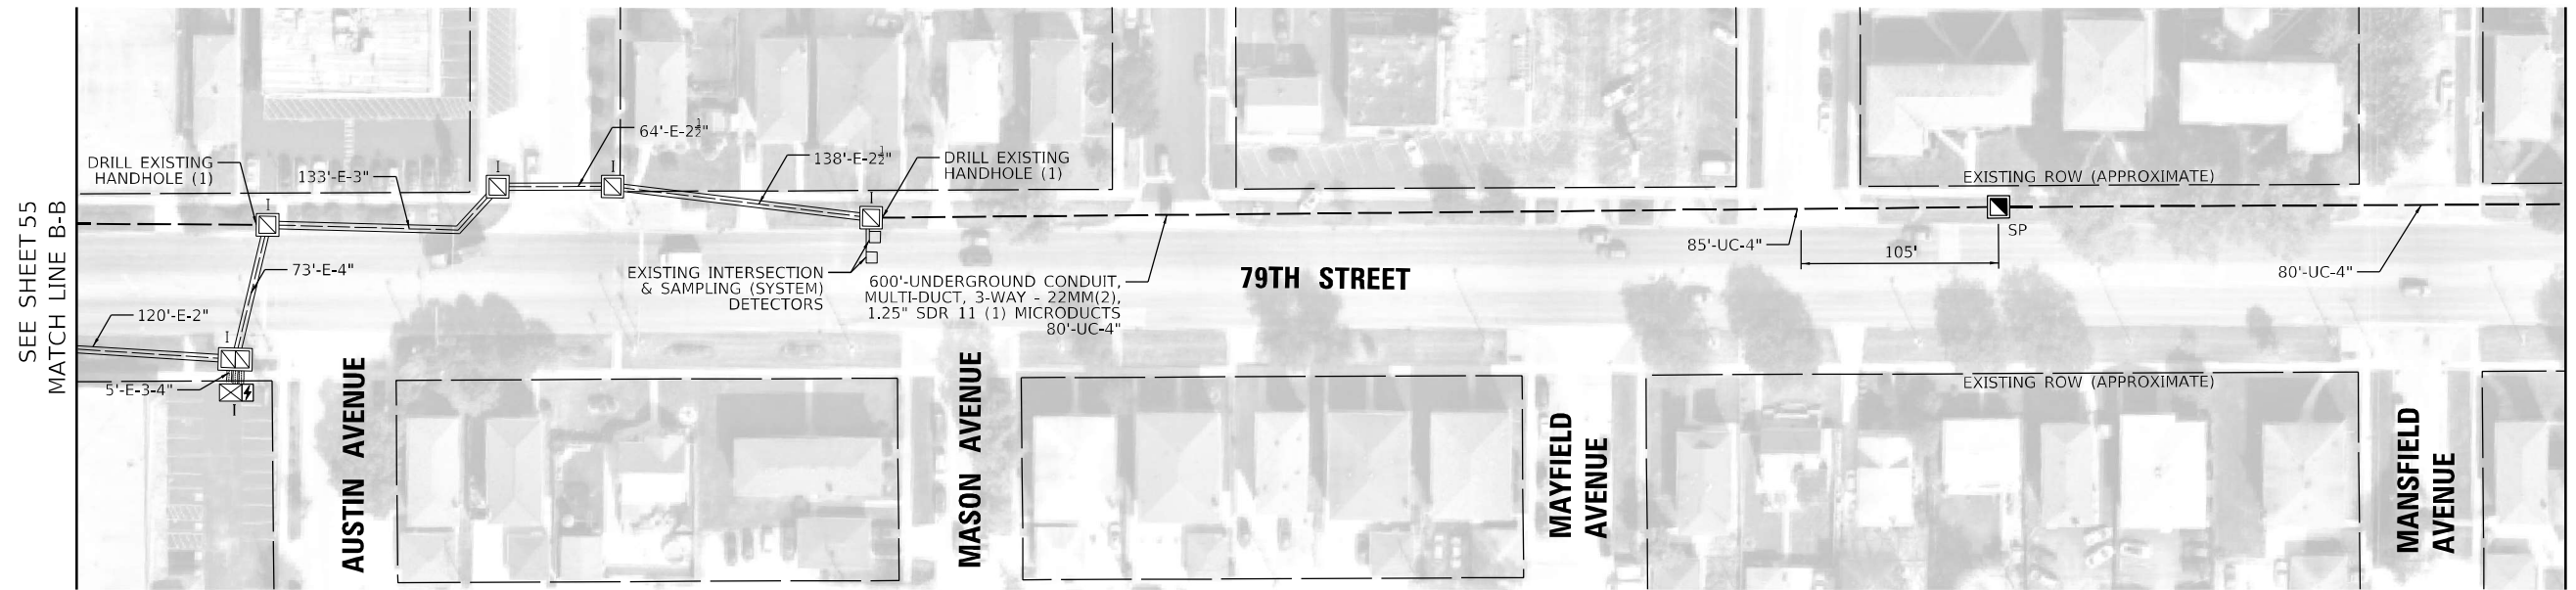 SEE SHEET 55
MATCH LINE B-B
DRILL EXISTING
HANDHOLE (1)
133'-E-3"
I
I
64'-E-2½"
I
138'-E-2½"
DRILL EXISTING
HANDHOLE (1)
I
73'-E-4"
120'-E-2"
I
5'-E-3-4"
I
EXISTING INTERSECTION
& SAMPLING (SYSTEM)
DETECTORS
600'-UNDERGROUND CONDUIT,
MULTI-DUCT, 3-WAY - 22MM(2),
1.25" SDR 11 (1) MICRODUCTS
80'-UC-4"
79TH STREET
85'-UC-4"
105'
SP
EXISTING ROW (APPROXIMATE)
80'-UC-4"
EXISTING ROW (APPROXIMATE)
AUSTIN AVENUE
MASON AVENUE
MAYFIELD
AVENUE
MANSFIELD
AVENUE